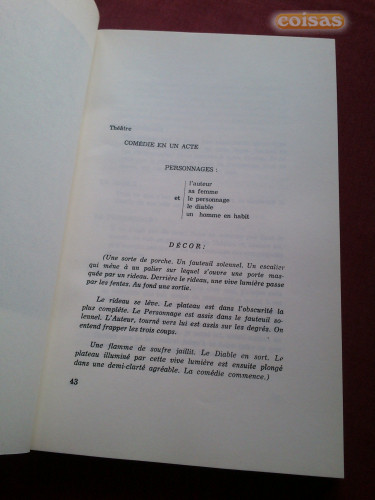 coisas
Théâtre
COMÉDIE EN UN ACTE
PERSONNAGES :
l'auteur
sa femme
et le personnage
le diable
un homme en habit
DÉCOR :
(Une sorte de porche. Un fauteuil solennel. Un escalier
qui mène à un palier sur lequel s'ouvre une porte mas-
quée par un rideau. Derrière le rideau, une vive lumière passe
par les fentes. Au fond une sortie.
Le rideau se lève. Le plateau est dans l'obscurité la
plus complète. Le Personnage est assis dans le fauteuil so-
lennel. L'Auteur, tourné vers lui est assis sur les degrés. On
entend frapper les trois coups.
Une flamme de soufre jaillit. Le Diable en sort. Le
plateau illuminé par cette vive lumière est ensuite plongé
dans une demi-clarté agréable. La comédie commence.)
43